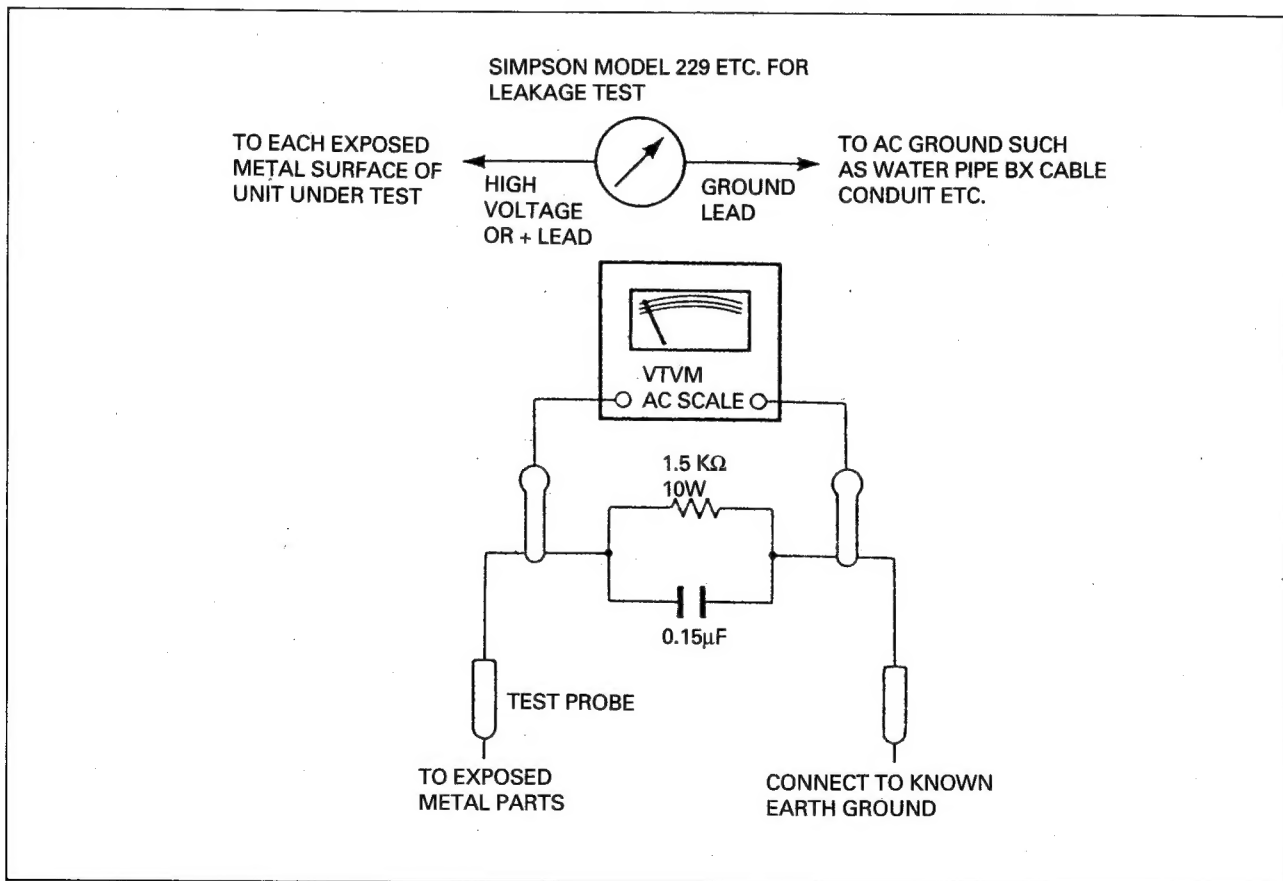 SIMPSON MODEL 229 ETC. FOR
LEAKAGE TEST
TO EACH EXPOSED
METAL SURFACE OF
UNIT UNDER TEST
HIGH
VOLTAGE
OR + LEAD
GROUND
LEAD
TO AC GROUND SUCH
AS WATER PIPE BX CABLE
CONDUIT ETC.
VTVM
AC SCALE
1.5 KΩ
10W
0.15μF
TEST PROBE
TO EXPOSED
METAL PARTS
CONNECT TO KNOWN
EARTH GROUND